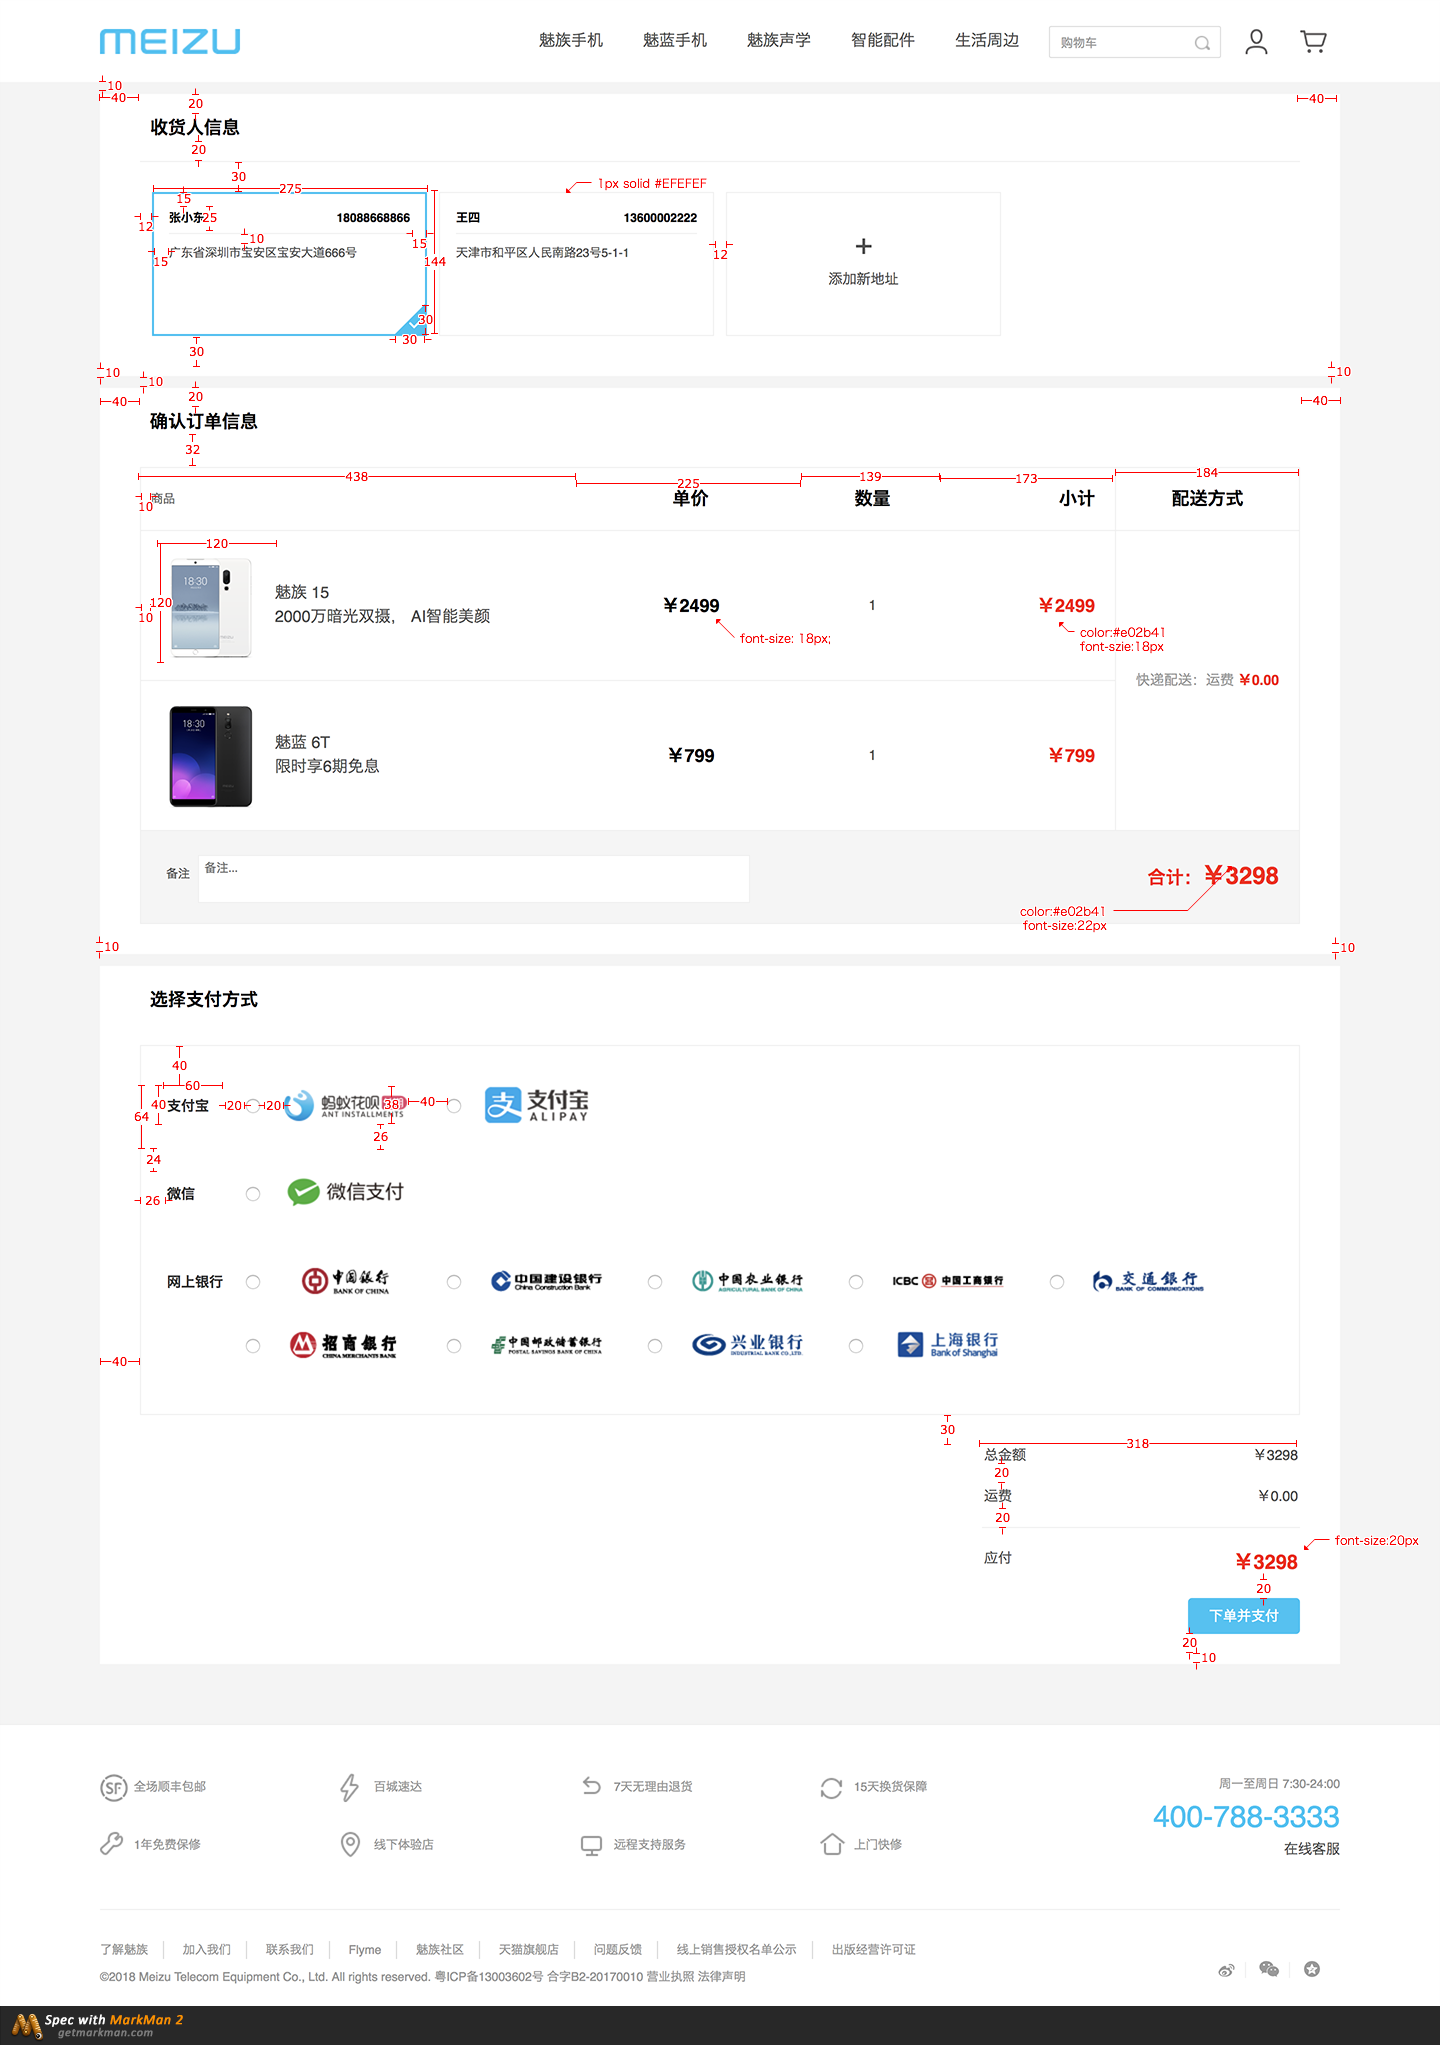 MEIZU 魅族手机 魅蓝手机 魅族声学 智能配件 生活周边 购物车
10
40 20 40
收货人信息
20
30
275 1px solid #EFEFEF
15
张小东 25 18088668866 王四 13600002222
12
10 15
15 广东省深圳市宝安区宝安大道666号 144 天津市和平区人民南路23号5-1-1 12
添加新地址
30
30
30
10 10 10
20
40 40
确认订单信息
32
438 225 139 173 184
商品 单价 数量 小计 配送方式
10
120
18:30
魅族 15
120
10
2000万暗光双摄， AI智能美颜
MEIZU
￥2499 1 ￥2499
font-size: 18px;
color:#e02b41
font-szie:18px
快递配送：运费 ￥0.00
18:30
魅蓝 6T
限时享6期免息
￥799 1 ￥799
备注 备注... 合计：￥3298
color:#e02b41
font-size:22px
10 10
选择支付方式
40
60
支付宝 20 20 蚂蚁花呗 38 40 支付宝
ANT INSTALLMENTS ALIPAY
40
64
26
24
26 微信 微信支付
网上银行 中国银行 中国建设银行 中国农业银行 ICBC 中国工商银行 交通銀行
BANK OF CHINA China Construction Bank AGRICULTURAL BANK OF CHINA BANK OF COMMUNICATIONS
招商银行 中国邮政储蓄银行 兴业银行 上海银行
CHINA MERCHANTS BANK POSTAL SAVINGS BANK OF CHINA INDUSTRIAL BANK CO.,LTD. Bank of Shanghai
40
30
318
总金额 ￥3298
20
运费 ￥0.00
20
font-size:20px
应付 ￥3298
20
下单并支付
20
10
SF 全场顺丰包邮 百城速达 7天无理由退货 15天换货保障 周一至周日 7:30-24:00
400-788-3333
1年免费保修 线下体验店 远程支持服务 上门快修 在线客服
了解魅族 加入我们 联系我们 Flyme 魅族社区 天猫旗舰店 问题反馈 线上销售授权名单公示 出版经营许可证
©2018 Meizu Telecom Equipment Co., Ltd. All rights reserved. 粤ICP备13003602号 合字B2-20170010 营业执照 法律声明
Spec with MarkMan 2
getmarkman.com